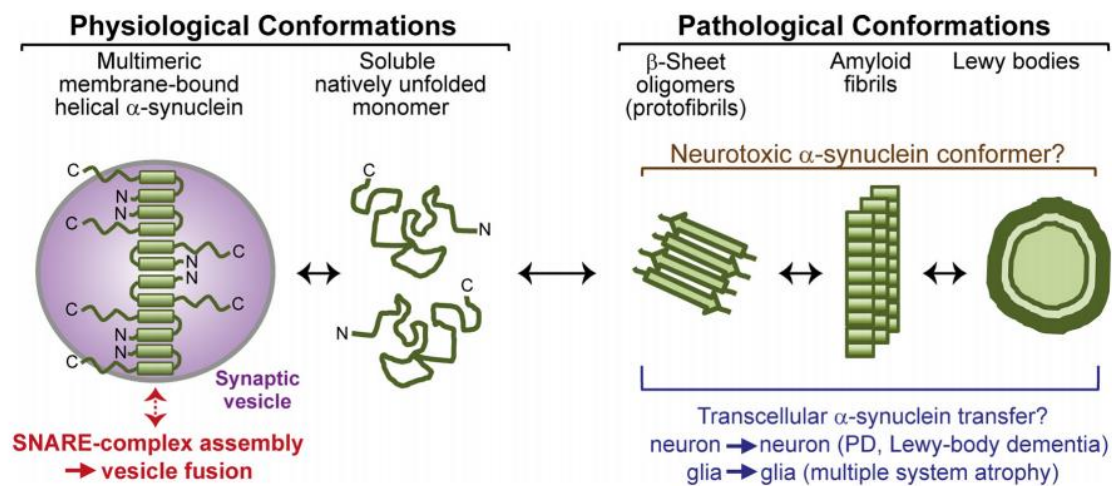 Physiological Conformations
Multimeric
membrane-bound
helical α-synuclein
Soluble
natively unfolded
monomer
C
N
N
C
C
N
N
C
C
N
N
C
C
N
C
N
Synaptic
vesicle
SNARE-complex assembly
→ vesicle fusion
Pathological Conformations
β-Sheet
oligomers
(protofibrils)
Amyloid
fibrils
Lewy bodies
Neurotoxic α-synuclein conformer?
Transcellular α-synuclein transfer?
neuron → neuron (PD, Lewy-body dementia)
glia → glia (multiple system atrophy)